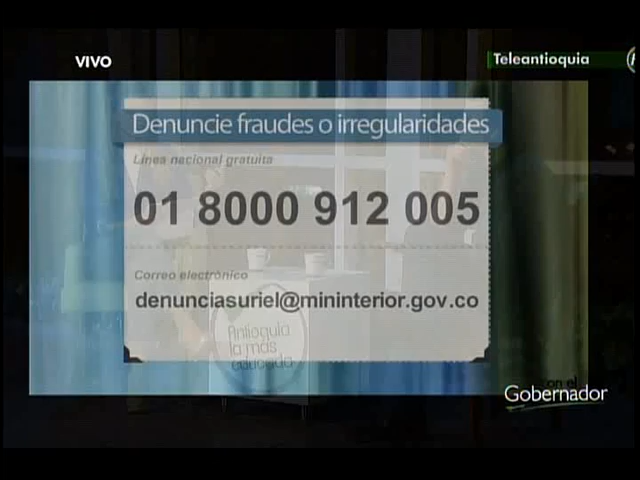 VIVO
Teleantioquia
Denuncie fraudes o irregularidades
Línea nacional gratuita
01 8000 912 005
Correo electrónico
denunciasuriel@mininterior.gov.co
Antioquia
la más
educada
con el
Gobernador